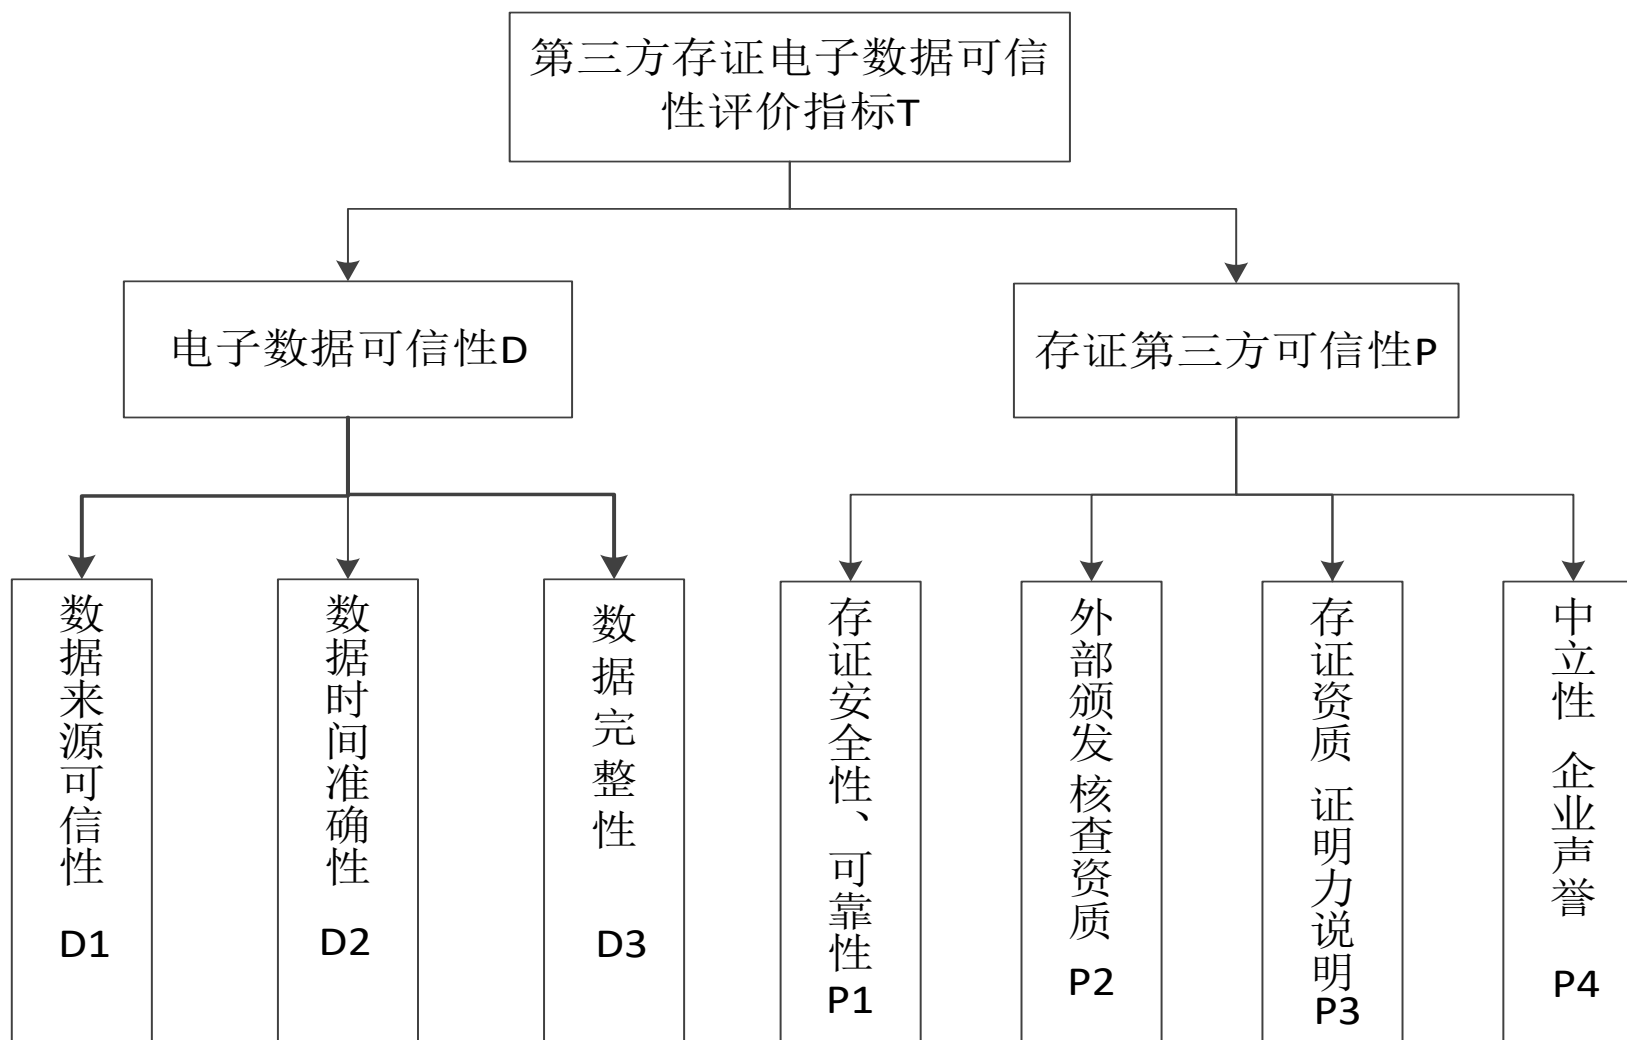 第三方存证电子数据可信
性评价指标T
电子数据可信性D
存证第三方可信性P
数据来源可信性 D1
数据时间准确性 D2
数据完整性 D3
存证安全性、可靠性 P1
外部颁发 核查资质 P2
存证资质 证明力说明 P3
中立性 企业声誉 P4